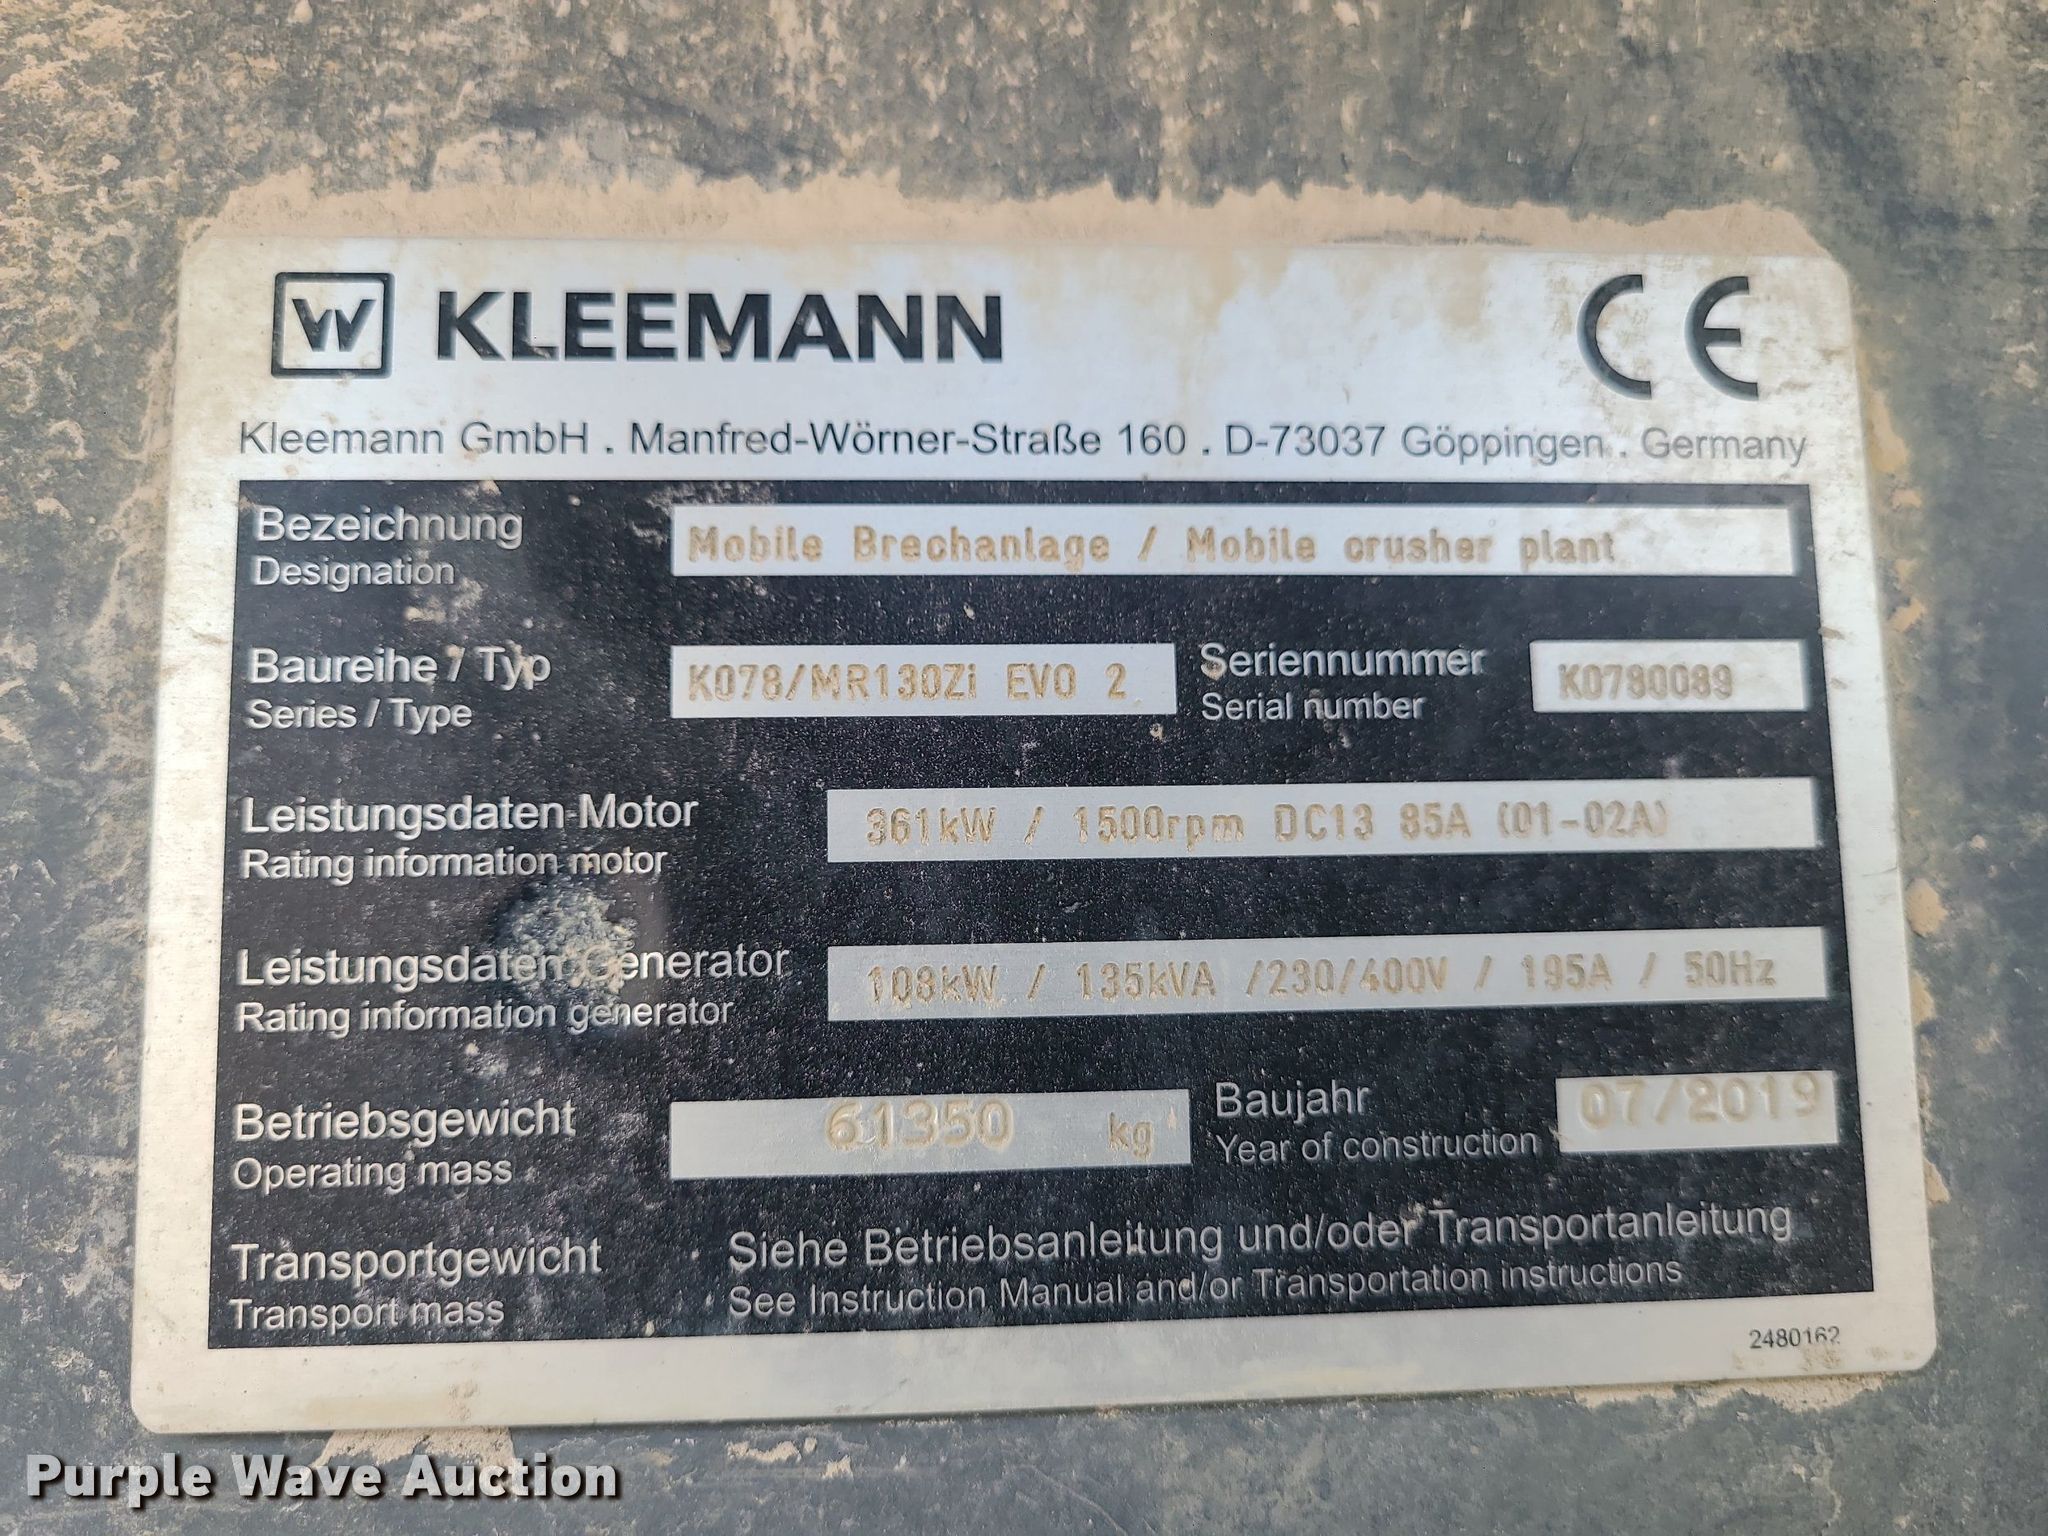 W KLEEMANN CE
Kleemann GmbH . Manfred-Wörner-Straße 160 . D-73037 Göppingen . Germany
Bezeichnung
Designation
Mobile Brechanlage / Mobile crusher plant
Baureihe / Typ
Series / Type
K078/MR130Zi EVO 2
Seriennummer
Serial number
K0780089
Leistungsdaten-Motor
Rating information motor
361kW / 1500rpm DC13 85A (01-02A)
Leistungsdaten-Generator
Rating information generator
108kW / 135kVA /230/400V / 195A / 50Hz
Betriebsgewicht
Operating mass
61350 kg
Baujahr
Year of construction
07/2019
Transportgewicht
Transport mass
Siehe Betriebsanleitung und/oder Transportanleitung
See Instruction Manual and/or Transportation instructions
2480162
Purple Wave Auction